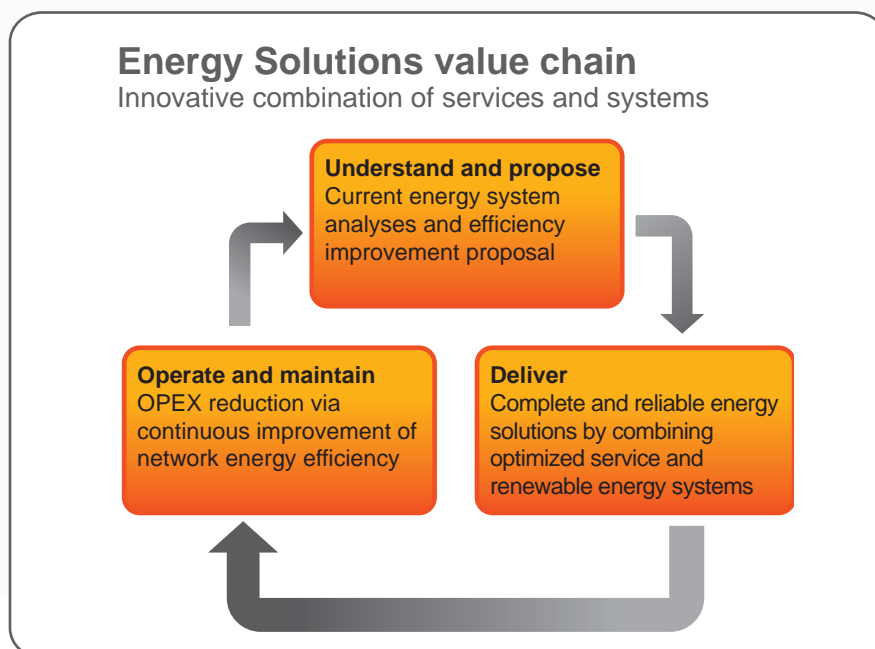 Energy Solutions value chain
Innovative combination of services and systems
Understand and propose
Current energy system
analyses and efficiency
improvement proposal
Operate and maintain
OPEX reduction via
continuous improvement of
network energy efficiency
Deliver
Complete and reliable energy
solutions by combining
optimized service and
renewable energy systems